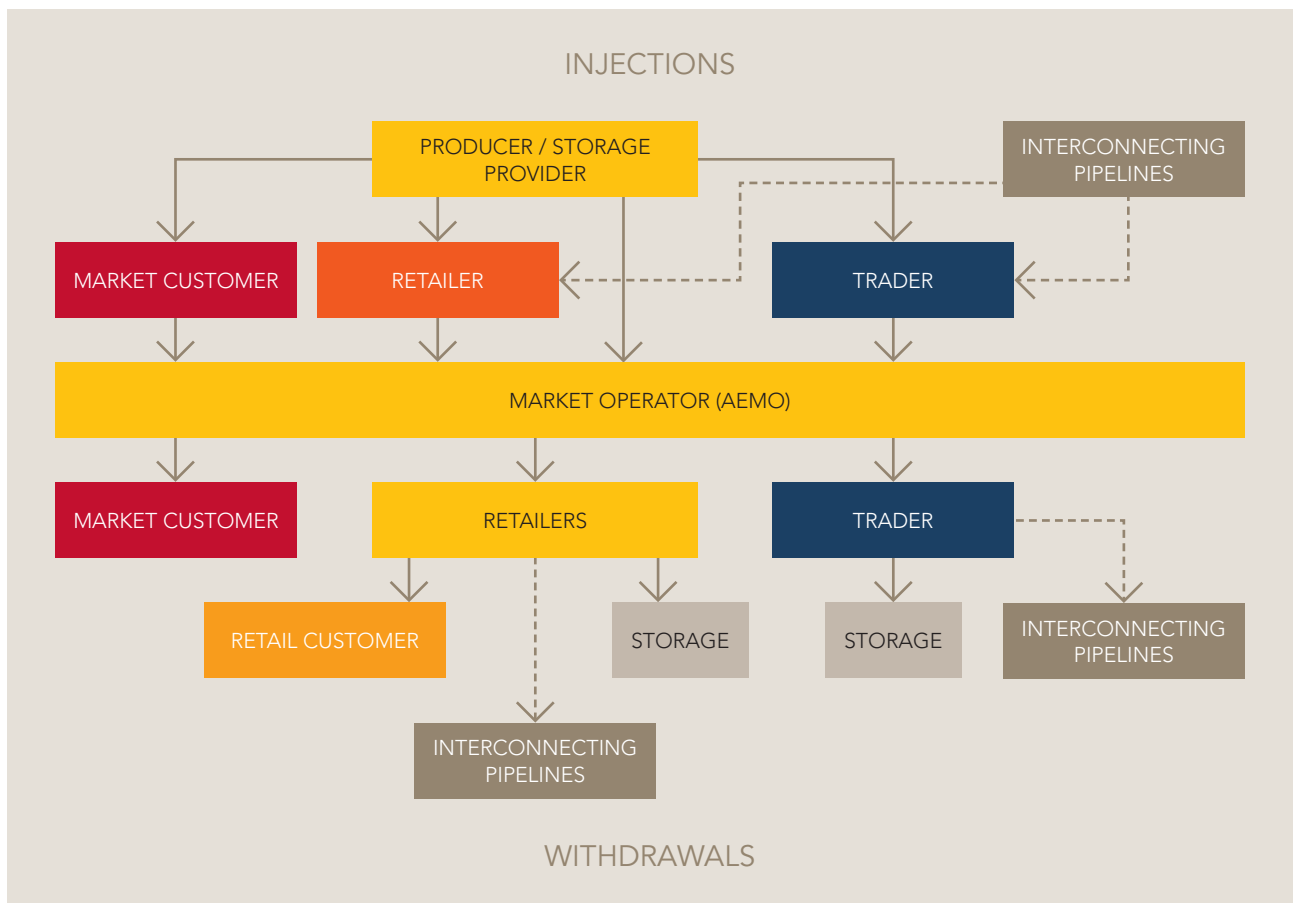 INJECTIONS
PRODUCER / STORAGE
PROVIDER
INTERCONNECTING
PIPELINES
MARKET CUSTOMER
RETAILER
TRADER
MARKET OPERATOR (AEMO)
MARKET CUSTOMER
RETAILERS
TRADER
RETAIL CUSTOMER
STORAGE
STORAGE
INTERCONNECTING
PIPELINES
INTERCONNECTING
PIPELINES
WITHDRAWALS